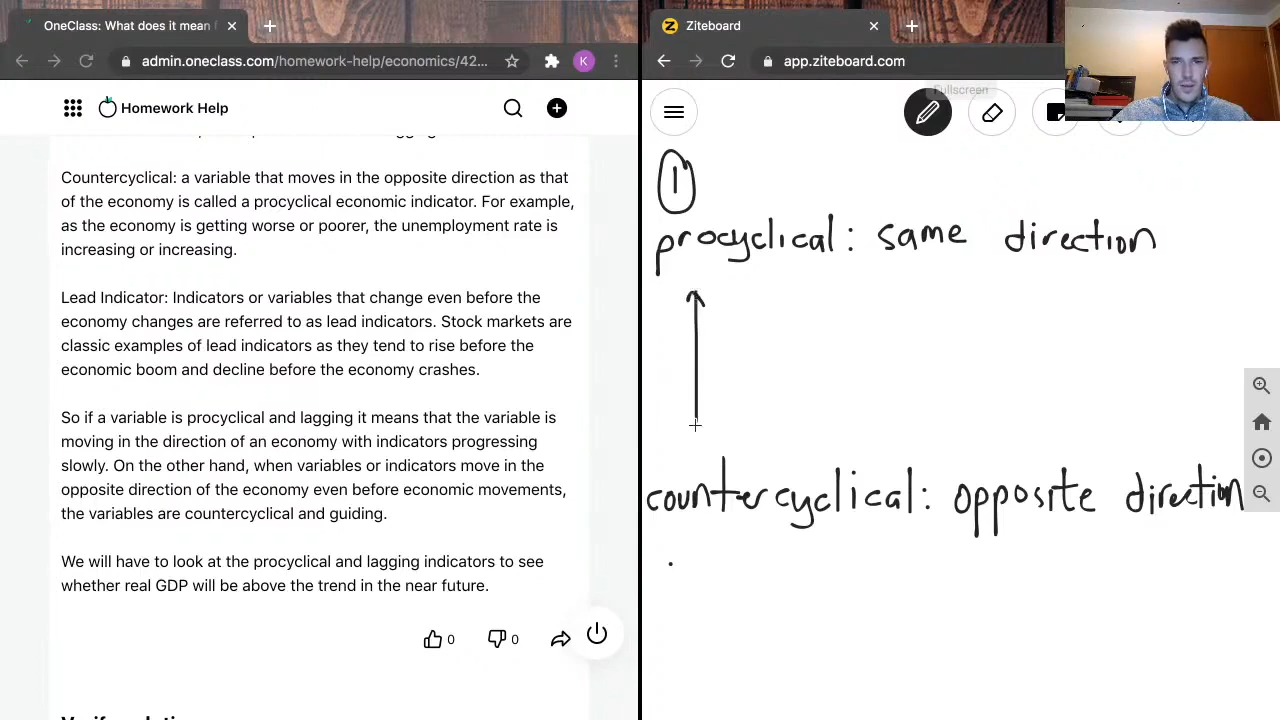 OneClass: What does it mean f
Ziteboard
admin.oneclass.com/homework-help/economics/42...
K
app.ziteboard.com
Homework Help
Fullscreen
Countercyclical: a variable that moves in the opposite direction as that
of the economy is called a procyclical economic indicator. For example,
as the economy is getting worse or poorer, the unemployment rate is
increasing or increasing.
Lead Indicator: Indicators or variables that change even before the
economy changes are referred to as lead indicators. Stock markets are
classic examples of lead indicators as they tend to rise before the
economic boom and decline before the economy crashes.
So if a variable is procyclical and lagging it means that the variable is
moving in the direction of an economy with indicators progressing
slowly. On the other hand, when variables or indicators move in the
opposite direction of the economy even before economic movements,
the variables are countercyclical and guiding.
We will have to look at the procyclical and lagging indicators to see
whether real GDP will be above the trend in the near future.
0 0
1
procyclical: same direction
countercyclical: opposite direction